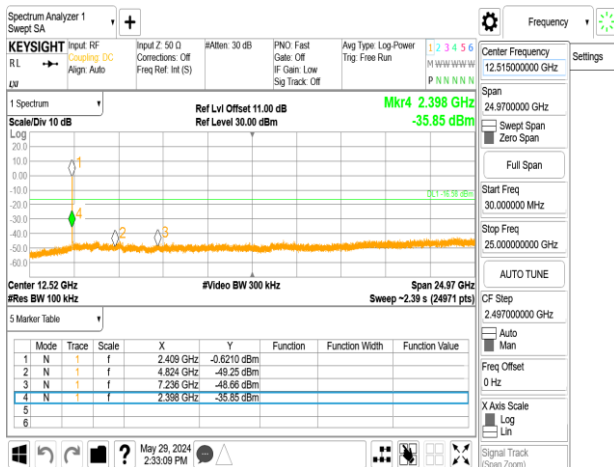 Spectrum Analyzer 1
Swept SA
Frequency
KEYSIGHT
RL
LXI
Input: RF
Coupling: DC
Align: Auto
Input Z: 50 Ω
Corrections: Off
Freq Ref: Int (S)
#Atten: 30 dB
PNO: Fast
Gate: Off
IF Gain: Low
Sig Track: Off
Avg Type: Log-Power
Trig: Free Run
1 2 3 4 5 6
M W W W W W
P N N N N N
1 Spectrum
Scale/Div 10 dB
Log
Ref Lvl Offset 11.00 dB
Ref Level 30.00 dBm
Mkr4 2.398 GHz
-35.85 dBm
20.0
10.0
0.00
-10.0
-20.0
-30.0
-40.0
-50.0
-60.0
1
4
2
3
Center 12.52 GHz
#Res BW 100 kHz
#Video BW 300 kHz
Span 24.97 GHz
Sweep ~2.39 s (24971 pts)
5 Marker Table
Mode Trace Scale X Y Function Function Width Function Value
1 N 1 f 2.409 GHz -0.6210 dBm
2 N 1 f 4.824 GHz -49.25 dBm
3 N 1 f 7.236 GHz -48.66 dBm
4 N 1 f 2.398 GHz -35.85 dBm
5
6
May 29, 2024
2:33:09 PM
Center Frequency
12.515000000 GHz
Settings
Span
24.9700000 GHz
Swept Span
Zero Span
Full Span
Start Freq
30.000000 MHz
Stop Freq
25.000000000 GHz
AUTO TUNE
CF Step
2.497000000 GHz
Auto
Man
Freq Offset
0 Hz
X Axis Scale
Log
Lin
Signal Track
(Span Zoom)